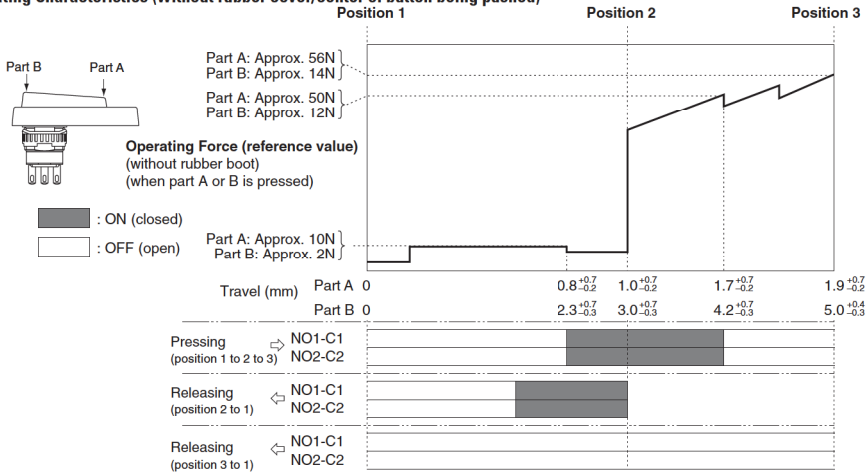 Position 1 Position 2 Position 3
Part B Part A
Part A: Approx. 56N
Part B: Approx. 14N
Part A: Approx. 50N
Part B: Approx. 12N
Operating Force (reference value)
(without rubber boot)
(when part A or B is pressed)
: ON (closed)
: OFF (open)
Part A: Approx. 10N
Part B: Approx. 2N
Travel (mm) Part A 0 0.8 +0.7 −0.2 1.0 +0.7 −0.2 1.7 +0.7 −0.2 1.9 +0.7 −0.2
Part B 0 2.3 +0.7 −0.3 3.0 +0.7 −0.3 4.2 +0.7 −0.3 5.0 +0.4 −0.3
Pressing ⇨ NO1-C1
(position 1 to 2 to 3) NO2-C2
Releasing ⇦ NO1-C1
(position 2 to 1) NO2-C2
Releasing ⇦ NO1-C1
(position 3 to 1) NO2-C2